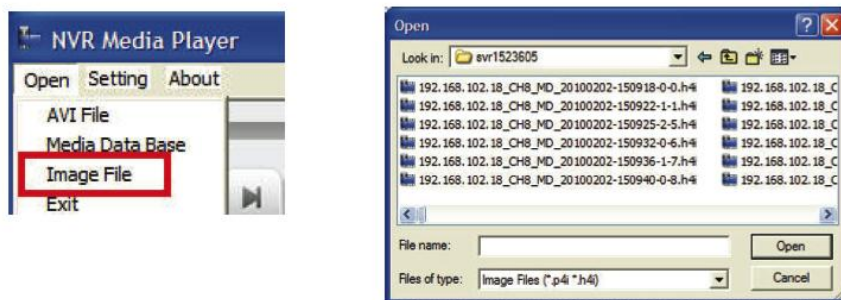 NVR Media Player
Open Setting About
AVI File
Media Data Base
Image File
Exit
Open
Look in: svr1523605
192.168.102.18_CH8_MD_20100202-150918-0-0.h4i 192.168.102.18_C
192.168.102.18_CH8_MD_20100202-150922-1-1.h4i 192.168.102.18_C
192.168.102.18_CH8_MD_20100202-150925-2-5.h4i 192.168.102.18_C
192.168.102.18_CH8_MD_20100202-150932-0-6.h4i 192.168.102.18_C
192.168.102.18_CH8_MD_20100202-150936-1-7.h4i 192.168.102.18_C
192.168.102.18_CH8_MD_20100202-150940-0-8.h4i 192.168.102.18_C
File name: Open
Files of type: Image Files (*.p4i *.h4i) Cancel